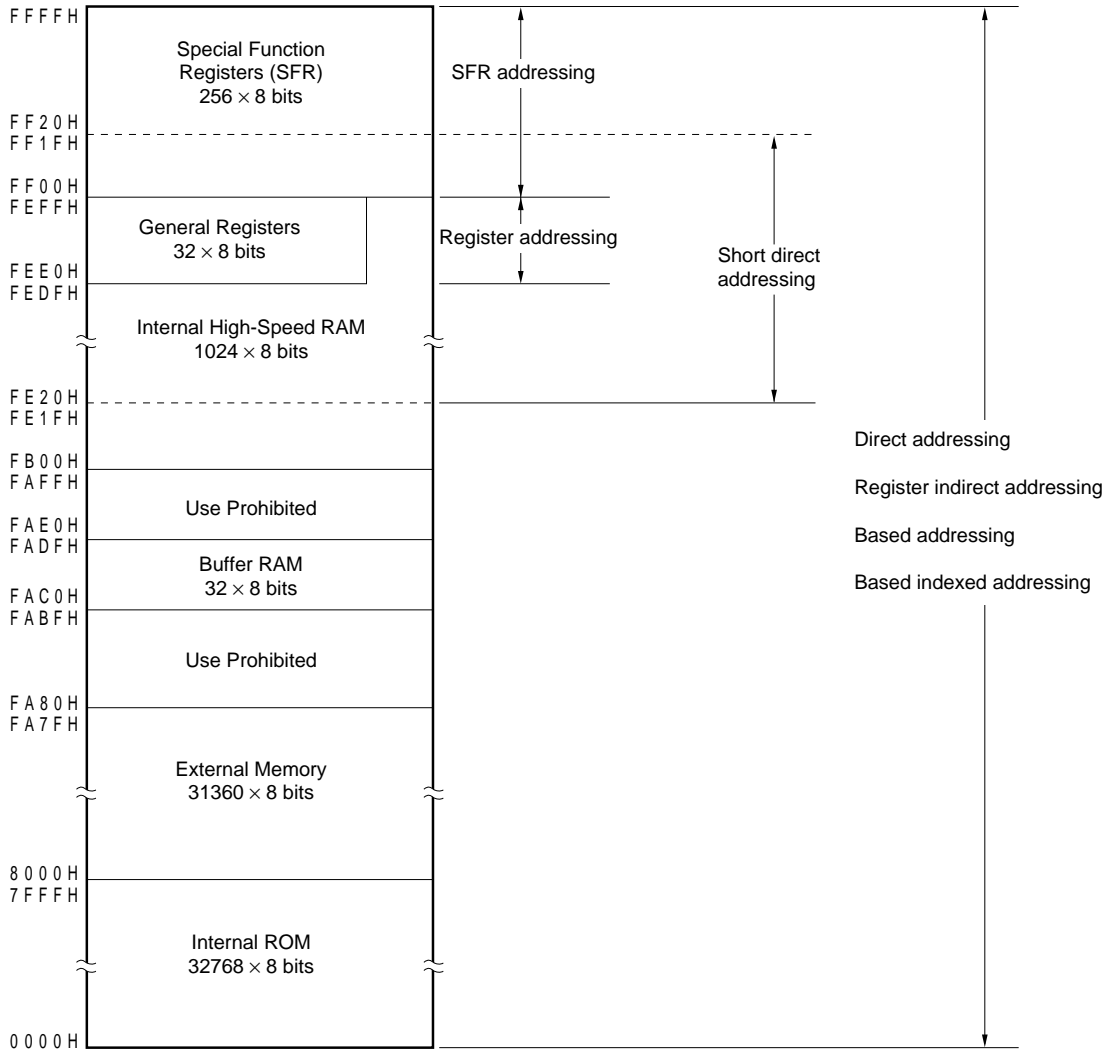 FFFFH
Special Function
Registers (SFR)
256 × 8 bits
SFR addressing
FF20H
FF1FH
FF00H
FEFFH
General Registers
32 × 8 bits
Register addressing
Short direct
addressing
FEE0H
FEDFH
Internal High-Speed RAM
1024 × 8 bits
FE20H
FE1FH
Direct addressing
Register indirect addressing
Based addressing
Based indexed addressing
FB00H
FAFFH
Use Prohibited
FAE0H
FADFH
Buffer RAM
32 × 8 bits
FAC0H
FABFH
Use Prohibited
FA80H
FA7FH
External Memory
31360 × 8 bits
8000H
7FFFH
Internal ROM
32768 × 8 bits
0000H